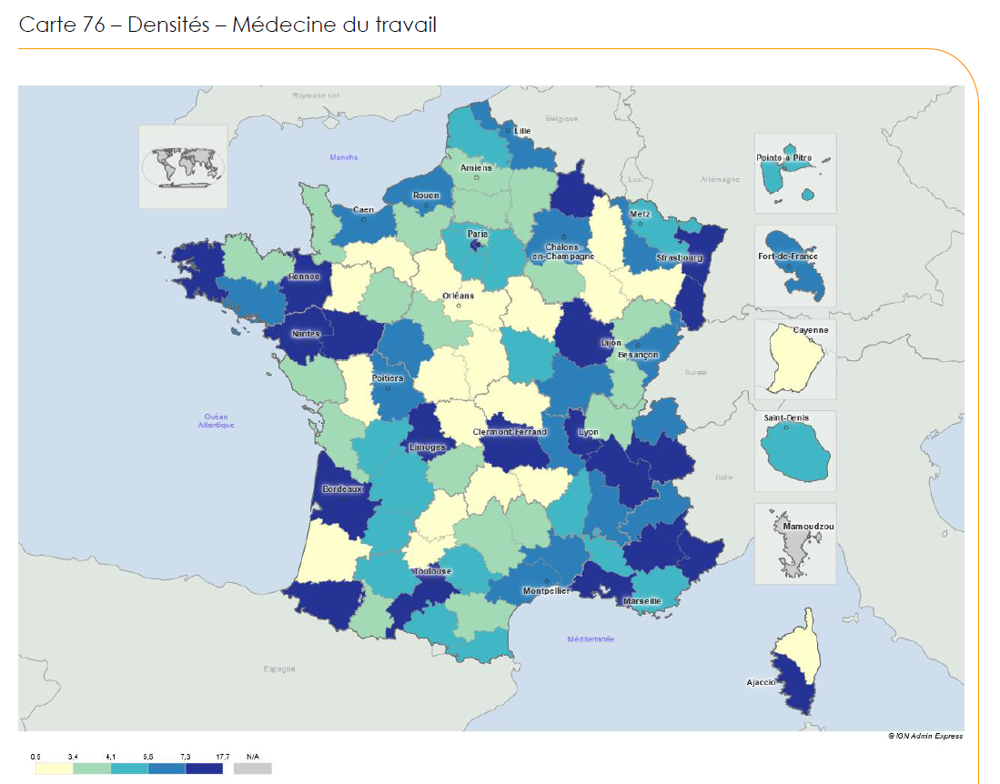 Carte 76 – Densités – Médecine du travail
Royaume uni
Belgique
Lille
Manche
Amiens
Lux.
Allemagne
Pointe-à-Pitre
Rouen
Caen
Metz
Paris
Châlons-
en-Champagne
Strasbourg
Fort-de-France
Rennes
Orléans
Nantes
Dijon
Besançon
Cayenne
Suisse
Poitiers
Océan
Atlantique
Saint-Denis
Clermont Ferrand
Lyon
Limoges
Italie
Bordeaux
Mamoudzou
Toulouse
Montpellier
Marseille
Méditerranée
Espagne
Ajaccio
© IGN Admin Express
0,5 3,4 4,1 5,5 7,3 17,7 N/A